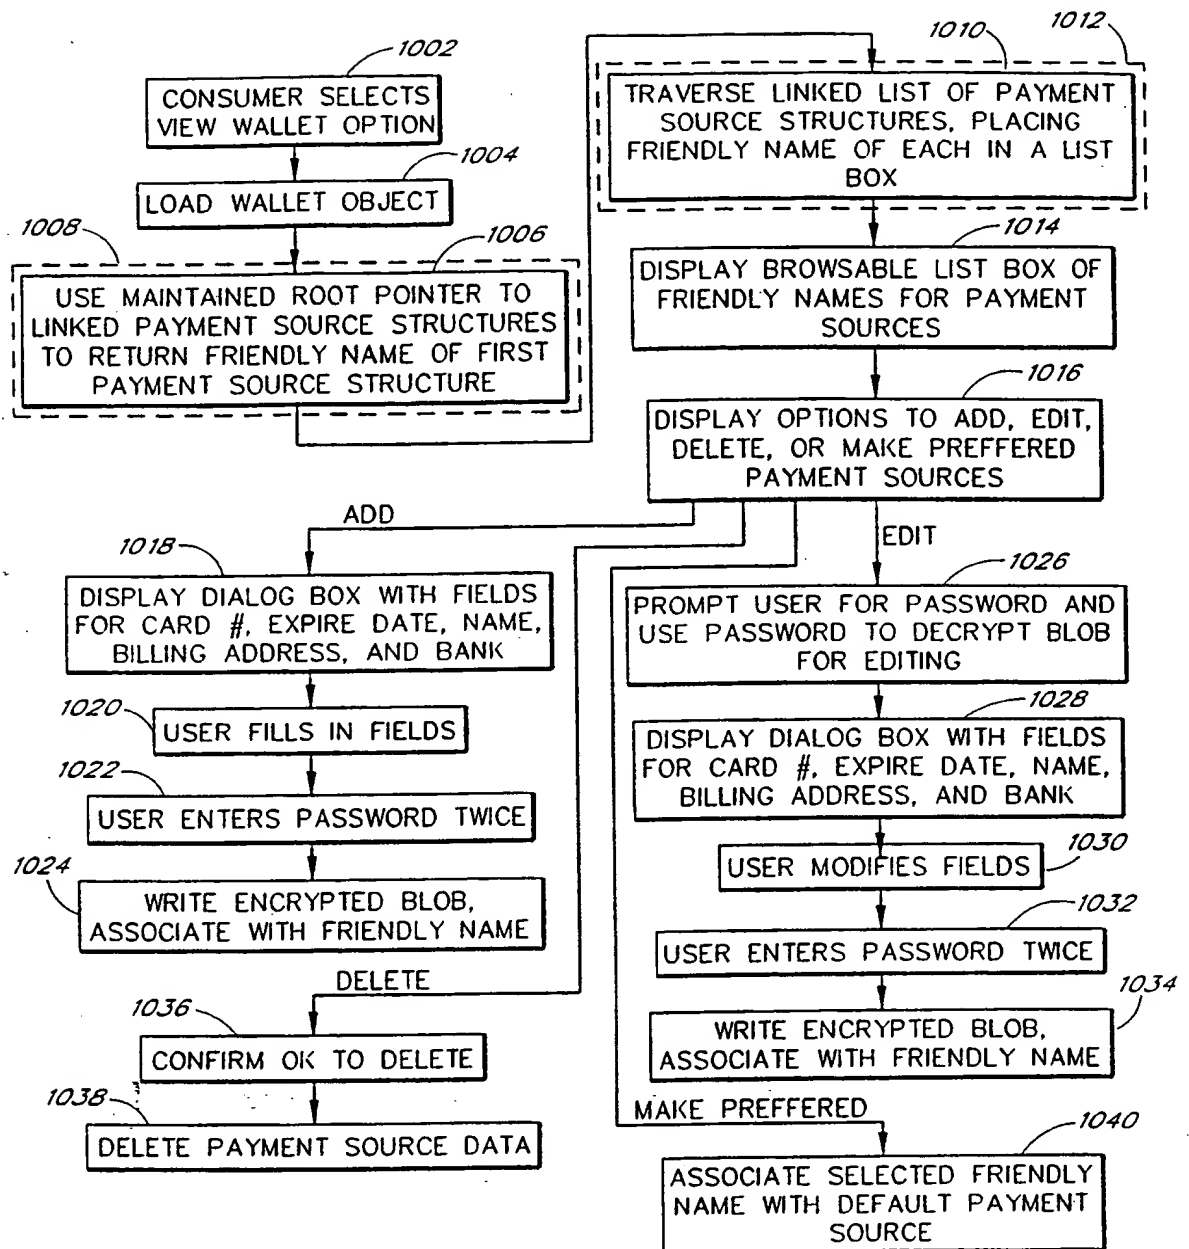 1002
CONSUMER SELECTS
VIEW WALLET OPTION
1004
LOAD WALLET OBJECT
1008
1006
USE MAINTAINED ROOT POINTER TO
LINKED PAYMENT SOURCE STRUCTURES
TO RETURN FRIENDLY NAME OF FIRST
PAYMENT SOURCE STRUCTURE
1010
1012
TRAVERSE LINKED LIST OF PAYMENT
SOURCE STRUCTURES, PLACING
FRIENDLY NAME OF EACH IN A LIST
BOX
1014
DISPLAY BROWSABLE LIST BOX OF
FRIENDLY NAMES FOR PAYMENT
SOURCES
1016
DISPLAY OPTIONS TO ADD, EDIT,
DELETE, OR MAKE PREFFERED
PAYMENT SOURCES
ADD
1018
DISPLAY DIALOG BOX WITH FIELDS
FOR CARD #, EXPIRE DATE, NAME,
BILLING ADDRESS, AND BANK
1020
USER FILLS IN FIELDS
1022
USER ENTERS PASSWORD TWICE
1024
WRITE ENCRYPTED BLOB,
ASSOCIATE WITH FRIENDLY NAME
EDIT
1026
PROMPT USER FOR PASSWORD AND
USE PASSWORD TO DECRYPT BLOB
FOR EDITING
1028
DISPLAY DIALOG BOX WITH FIELDS
FOR CARD #, EXPIRE DATE, NAME,
BILLING ADDRESS, AND BANK
1030
USER MODIFIES FIELDS
1032
USER ENTERS PASSWORD TWICE
1034
WRITE ENCRYPTED BLOB,
ASSOCIATE WITH FRIENDLY NAME
DELETE
1036
CONFIRM OK TO DELETE
1038
DELETE PAYMENT SOURCE DATA
MAKE PREFFERED
1040
ASSOCIATE SELECTED FRIENDLY
NAME WITH DEFAULT PAYMENT
SOURCE